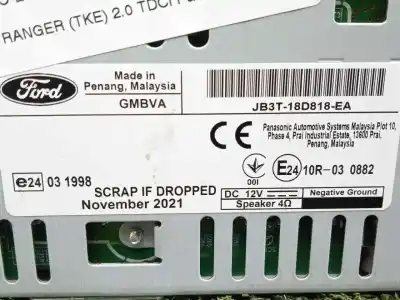 RANGER (TKE) 2.0 TDCI
Ford
Made in
Penang, Malaysia
GMBVA
JB3T-18D818-EA
CE
Panasonic Automotive Systems Malaysia Plot 10,
Phase 4, Prai Industrial Estate, 13600 Prai,
Penang, Malaysia
001
E24 10R-03 0882
e24 03 1998
SCRAP IF DROPPED
November 2021
DC 12V
Negative Ground
Speaker 4Ω